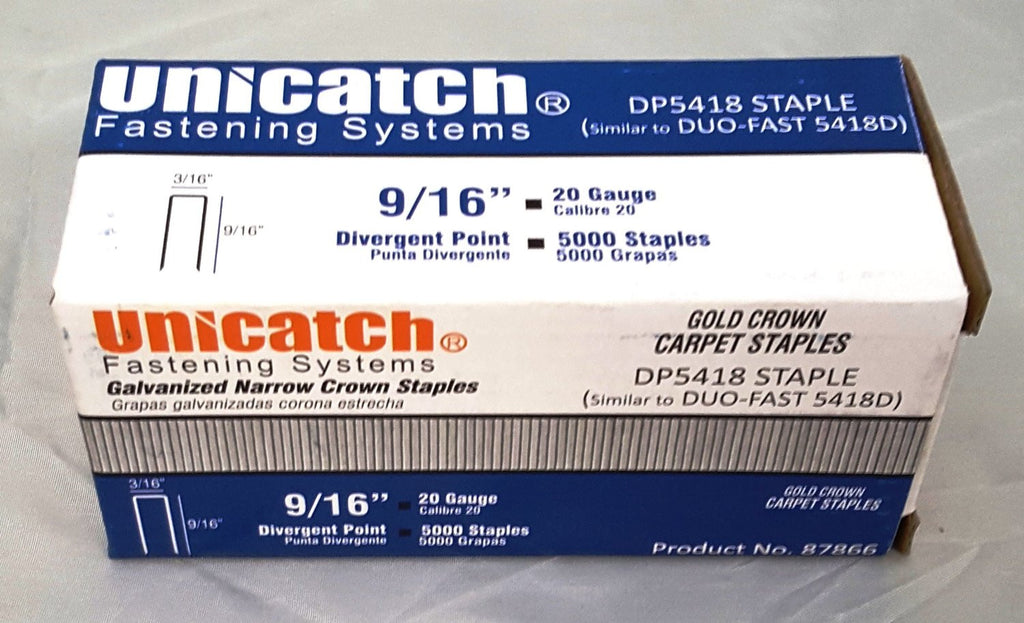 unicatch®
Fastening Systems
DP5418 STAPLE
(Similar to DUO-FAST 5418D)
3/16"
9/16"
9/16”
20 Gauge
Calibre 20
Divergent Point
Punta Divergente
5000 Staples
5000 Grapas
unicatch®
Fastening Systems
Galvanized Narrow Crown Staples
Grapas galvanizadas corona estrecha
GOLD CROWN
CARPET STAPLES
DP5418 STAPLE
(Similar to DUO-FAST 5418D)
3/16"
9/16"
9/16”
20 Gauge
Calibre 20
Divergent Point
Punta Divergente
5000 Staples
5000 Grapas
GOLD CROWN
CARPET STAPLES
Product No. 87866